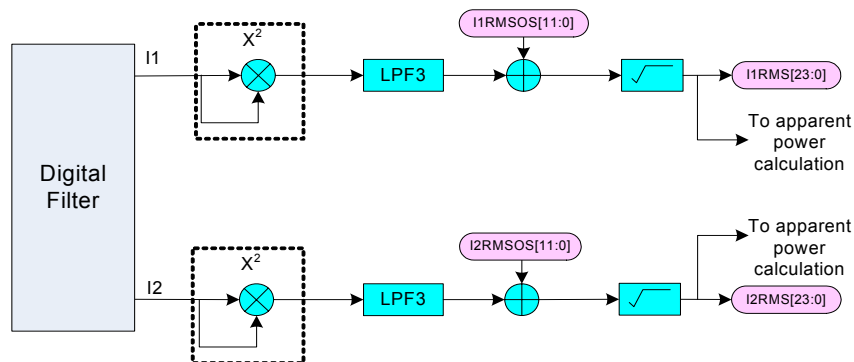 Digital
Filter
I1
X²
LPF3
I1RMSOS[11:0]
I1RMS[23:0]
To apparent
power
calculation
I2
X²
LPF3
I2RMSOS[11:0]
To apparent
power
calculation
I2RMS[23:0]